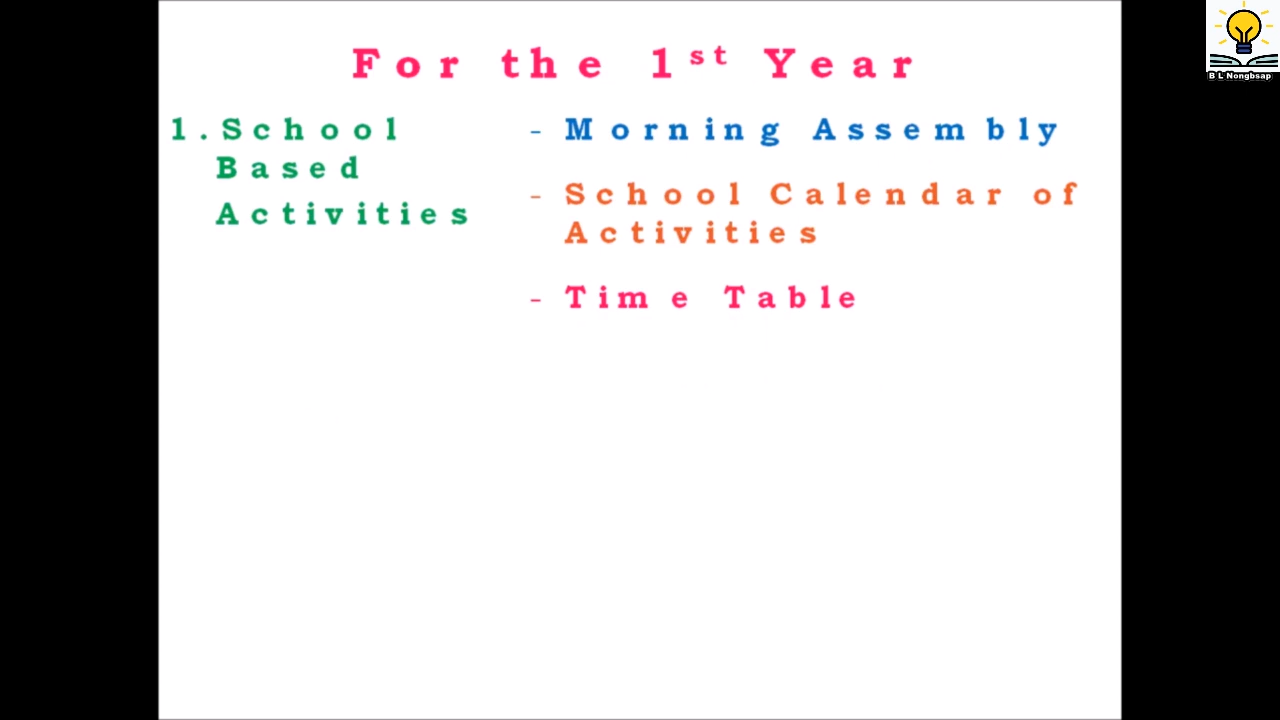 For the 1st Year
1. School - Morning Assembly
Based
Activities
- School Calendar of
Activities
- Time Table
B L Nongbsap